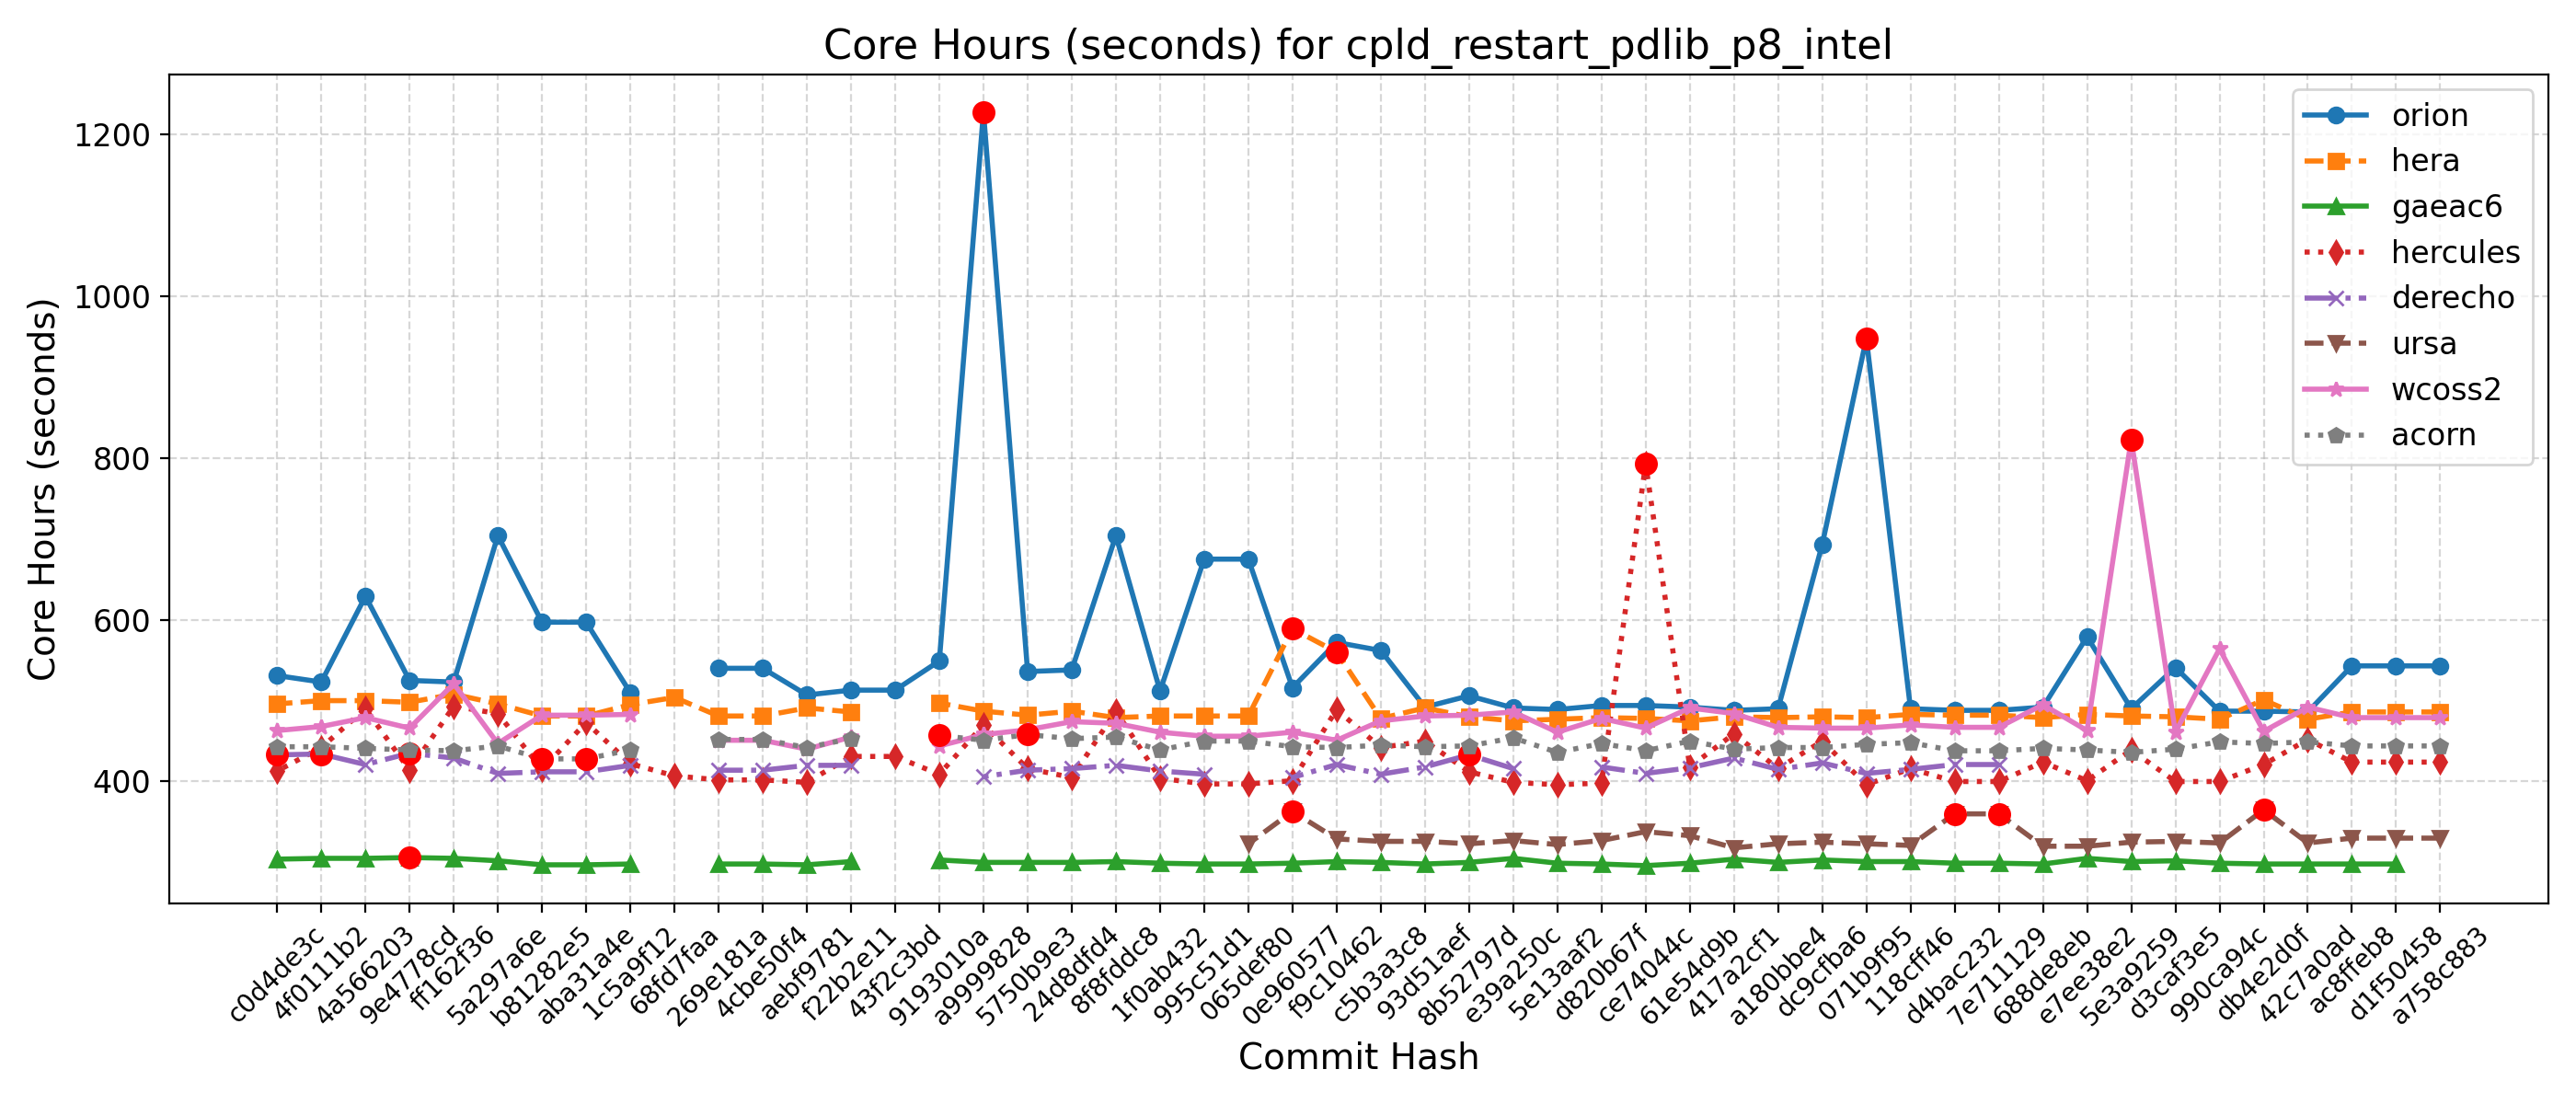 Core Hours (seconds) for cpld_restart_pdlib_p8_intel
Core Hours (seconds)
1200
1000
800
600
400
orion
hera
gaeac6
hercules
derecho
ursa
wcoss2
acorn
c0d4de3c
4f0111b2
4a566203
9e4778cd
ff162f36
5a297a6e
b81282e5
aba31a4e
1c5a9f12
68fd7faa
269e181a
4cbe50f4
aebf9781
f22b2e11
43f2c3bd
9193010a
a9999828
5750b9e3
24d8dfd4
8f8fddc8
1f0ab432
995c51d1
065def80
0e960577
f9c10462
c5b3a3c8
93d51aef
8b52797d
e39a250c
5e13aaf2
d820b67f
ce74044c
61e54d9b
417a2cf1
a180bbe4
dc9cfba6
071b9f95
118cff46
d4bac232
7e711129
688de8eb
e7ee38e2
5e3a9259
d3caf3e5
990ca94c
db4e2d0f
42c7a0ad
ac8ffeb8
d1f50458
a758c883
Commit Hash